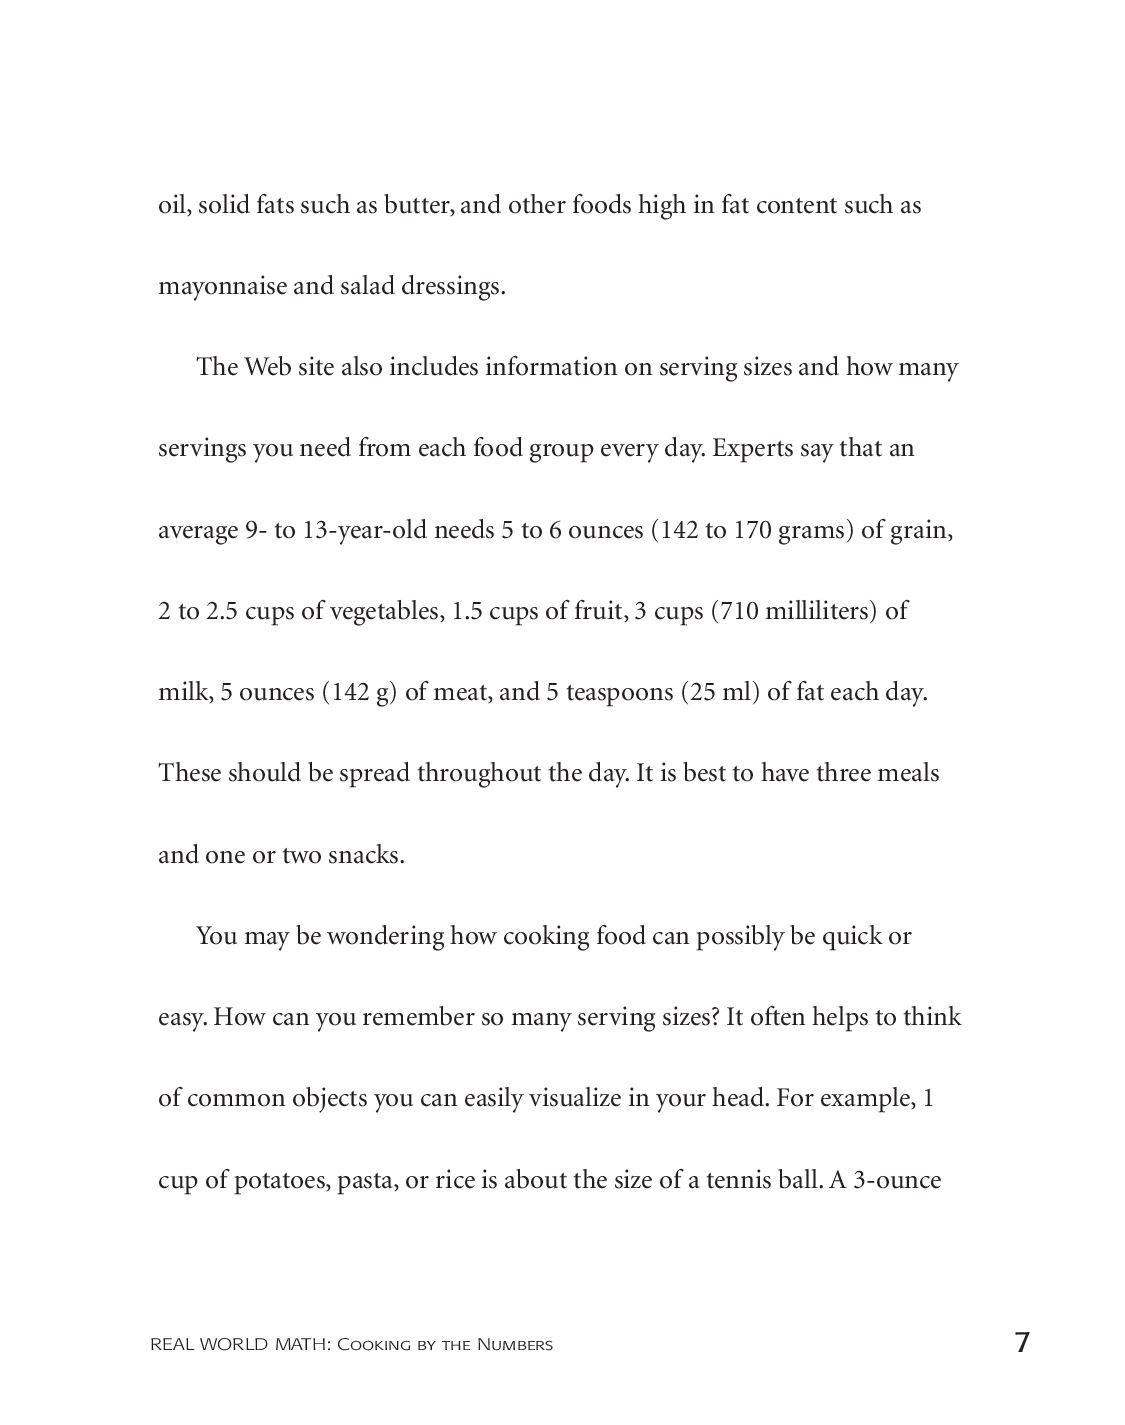 oil, solid fats such as butter, and other foods high in fat content such as
mayonnaise and salad dressings.
The Web site also includes information on serving sizes and how many
servings you need from each food group every day. Experts say that an
average 9- to 13-year-old needs 5 to 6 ounces (142 to 170 grams) of grain,
2 to 2.5 cups of vegetables, 1.5 cups of fruit, 3 cups (710 milliliters) of
milk, 5 ounces (142 g) of meat, and 5 teaspoons (25 ml) of fat each day.
These should be spread throughout the day. It is best to have three meals
and one or two snacks.
You may be wondering how cooking food can possibly be quick or
easy. How can you remember so many serving sizes? It often helps to think
of common objects you can easily visualize in your head. For example, 1
cup of potatoes, pasta, or rice is about the size of a tennis ball. A 3-ounce
REAL WORLD MATH: Cooking by the Numbers 7